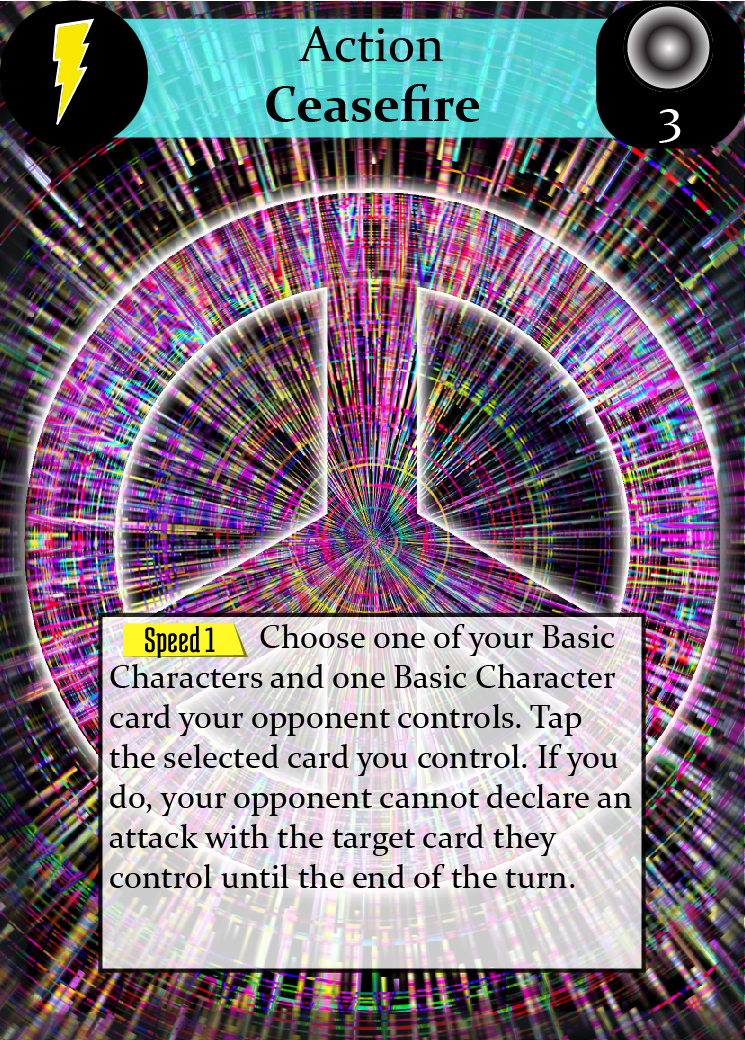 Action
Ceasefire
3
Speed 1 Choose one of your Basic
Characters and one Basic Character
card your opponent controls. Tap
the selected card you control. If you
do, your opponent cannot declare an
attack with the target card they
control until the end of the turn.